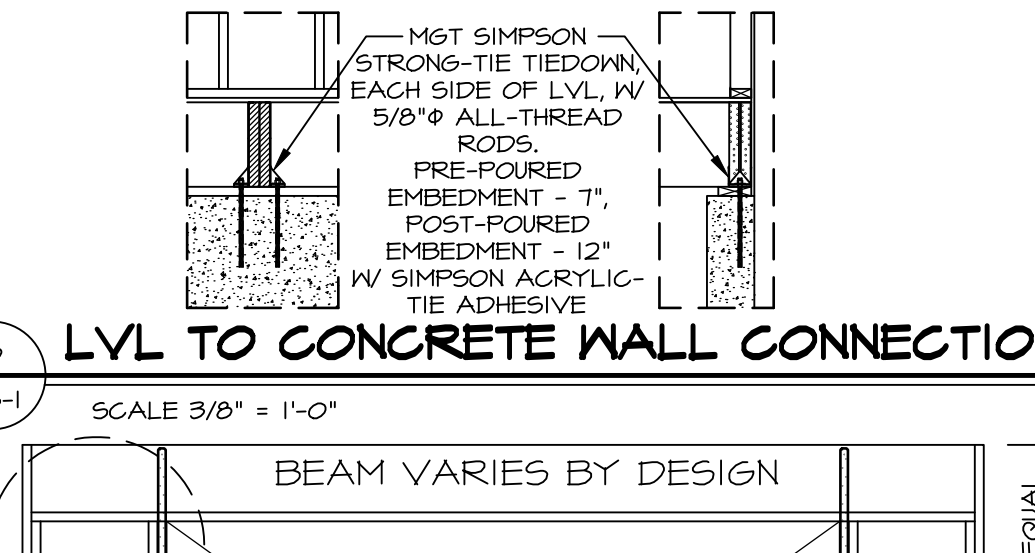 MGT SIMPSON
STRONG-TIE TIEDOWN,
EACH SIDE OF LVL, W/
5/8"Φ ALL-THREAD
RODS.
PRE-POURED
EMBEDMENT - 7",
POST-POURED
EMBEDMENT - 12"
W/ SIMPSON ACRYLIC-
TIE ADHESIVE
LVL TO CONCRETE WALL CONNECTIO
-1
SCALE 3/8" = 1'-0"
BEAM VARIES BY DESIGN
EQUAL